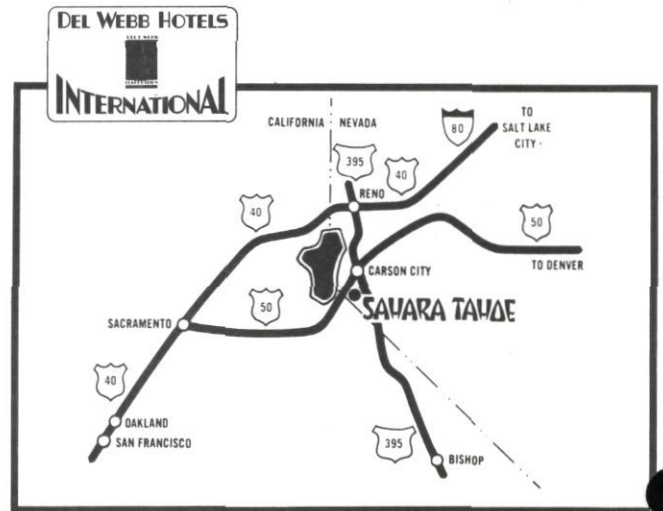 DEL WEBB HOTELS
INTERNATIONAL
CALIFORNIA
NEVADA
TO
SALT LAKE
CITY
80
395
40
RENO
40
50
TO DENVER
CARSON CITY
SAHARA TAHOE
50
SACRAMENTO
40
OAKLAND
SAN FRANCISCO
395
BISHOP